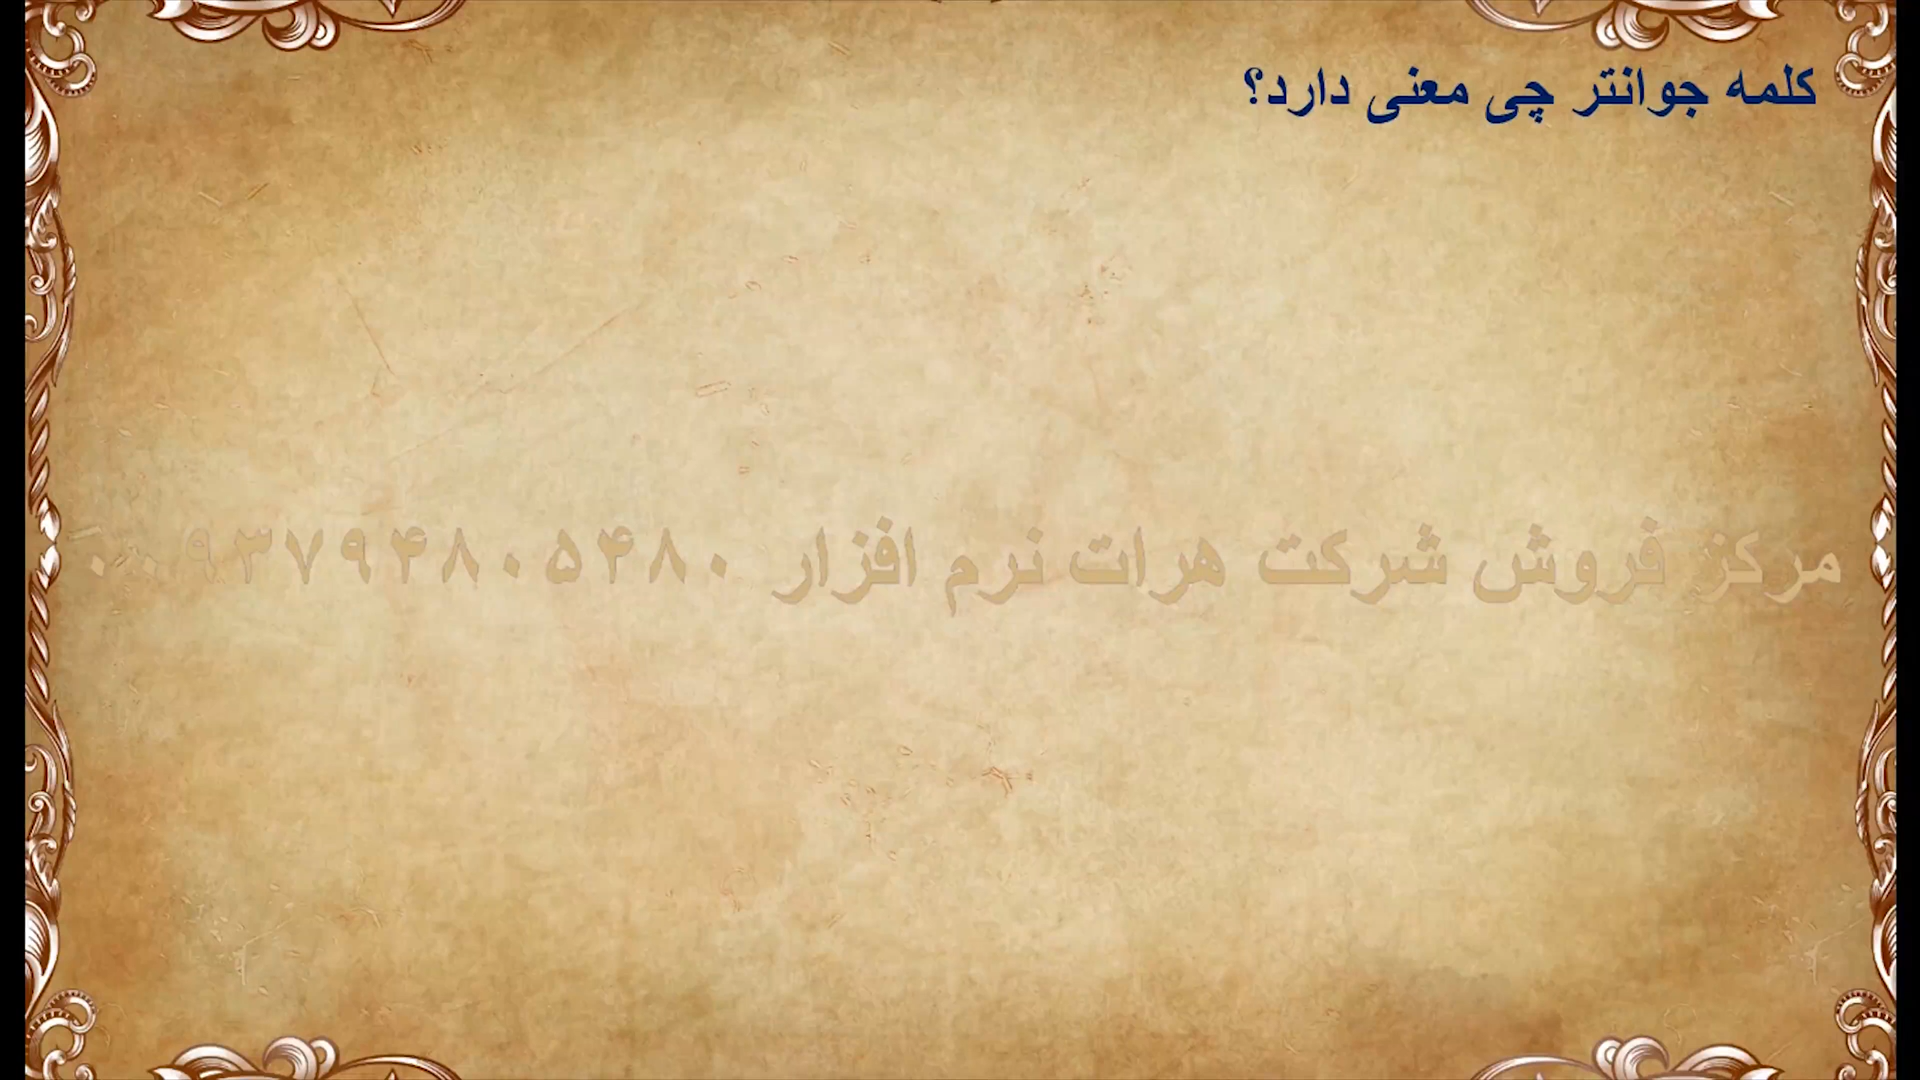 کلمه جوانتر چی معنی دارد؟
مرکز فروش شرکت هرات نرم افزار ۰۰۹۳۷۹۴۸۰۵۴۸۰